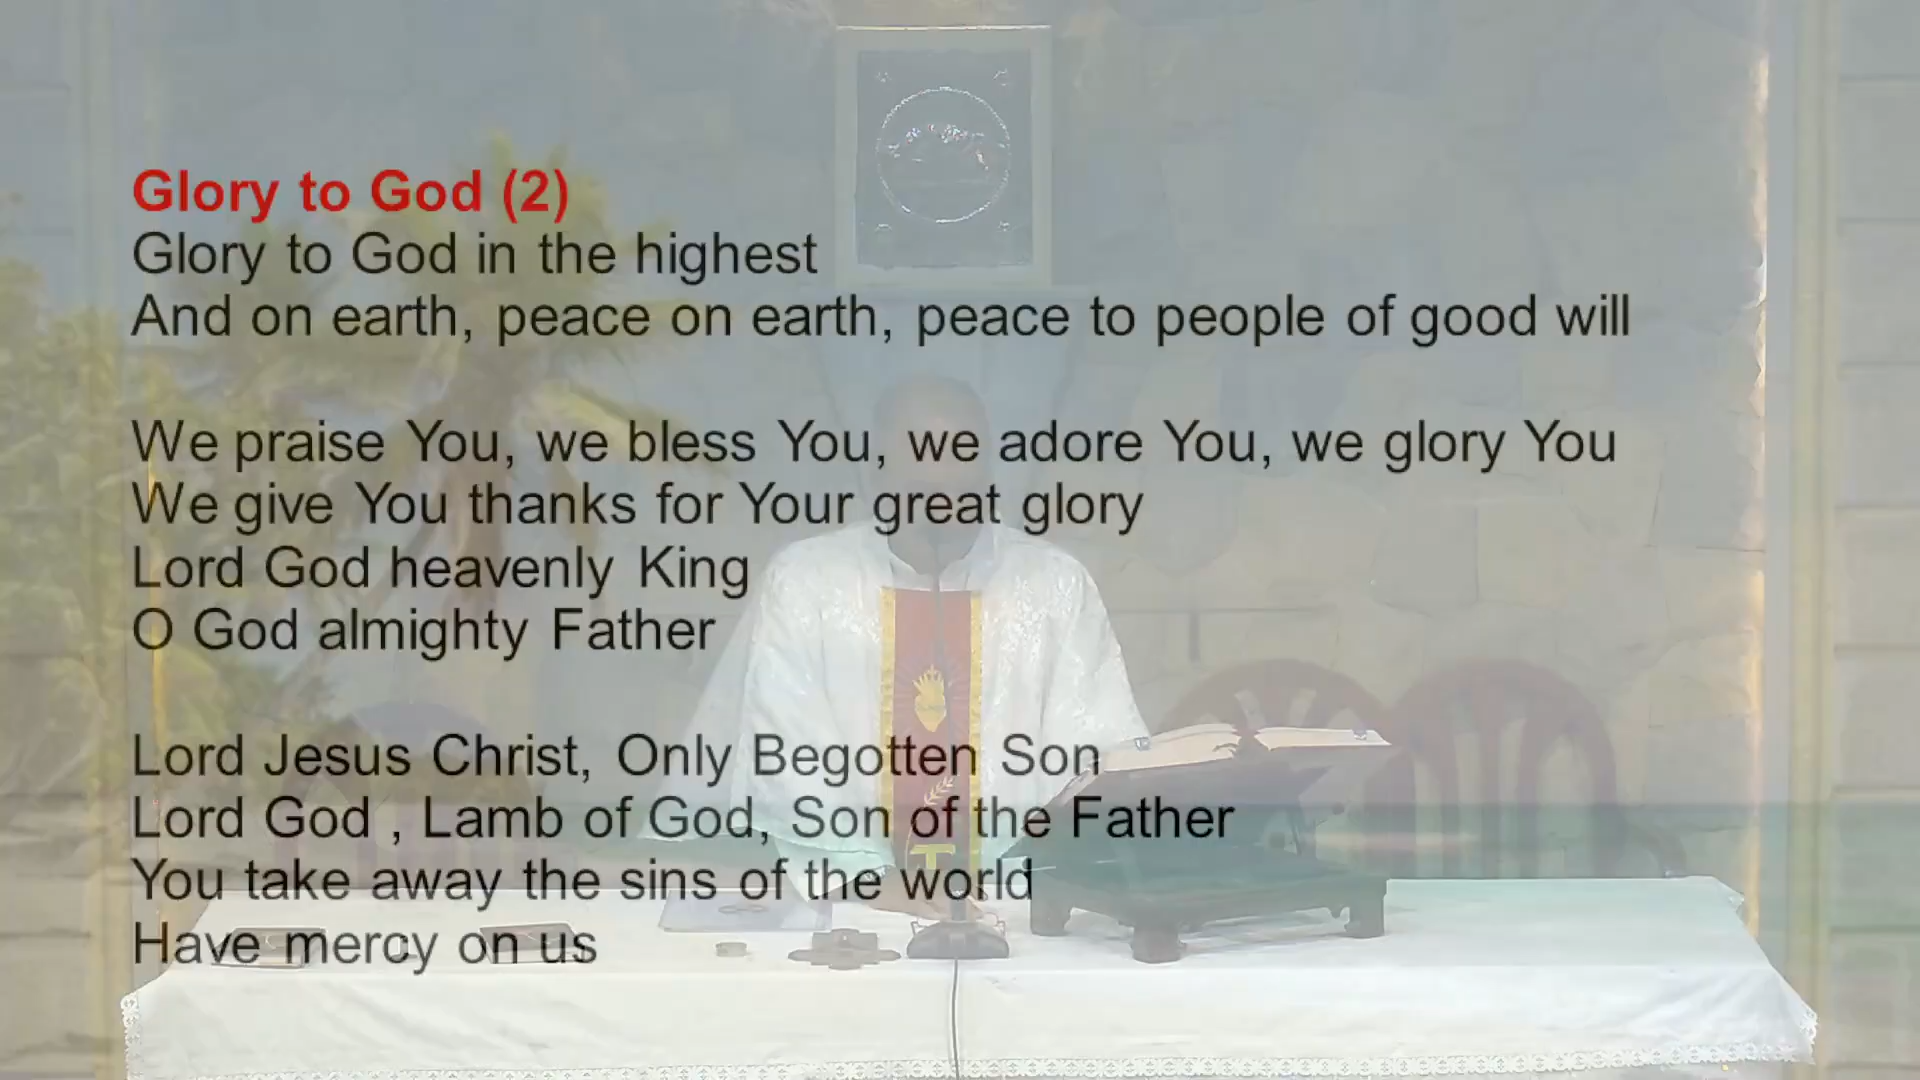 Glory to God (2)
Glory to God in the highest
And on earth, peace on earth, peace to people of good will
We praise You, we bless You, we adore You, we glory You
We give You thanks for Your great glory
Lord God heavenly King
O God almighty Father
Lord Jesus Christ, Only Begotten Son
Lord God , Lamb of God, Son of the Father
You take away the sins of the world
Have mercy on us